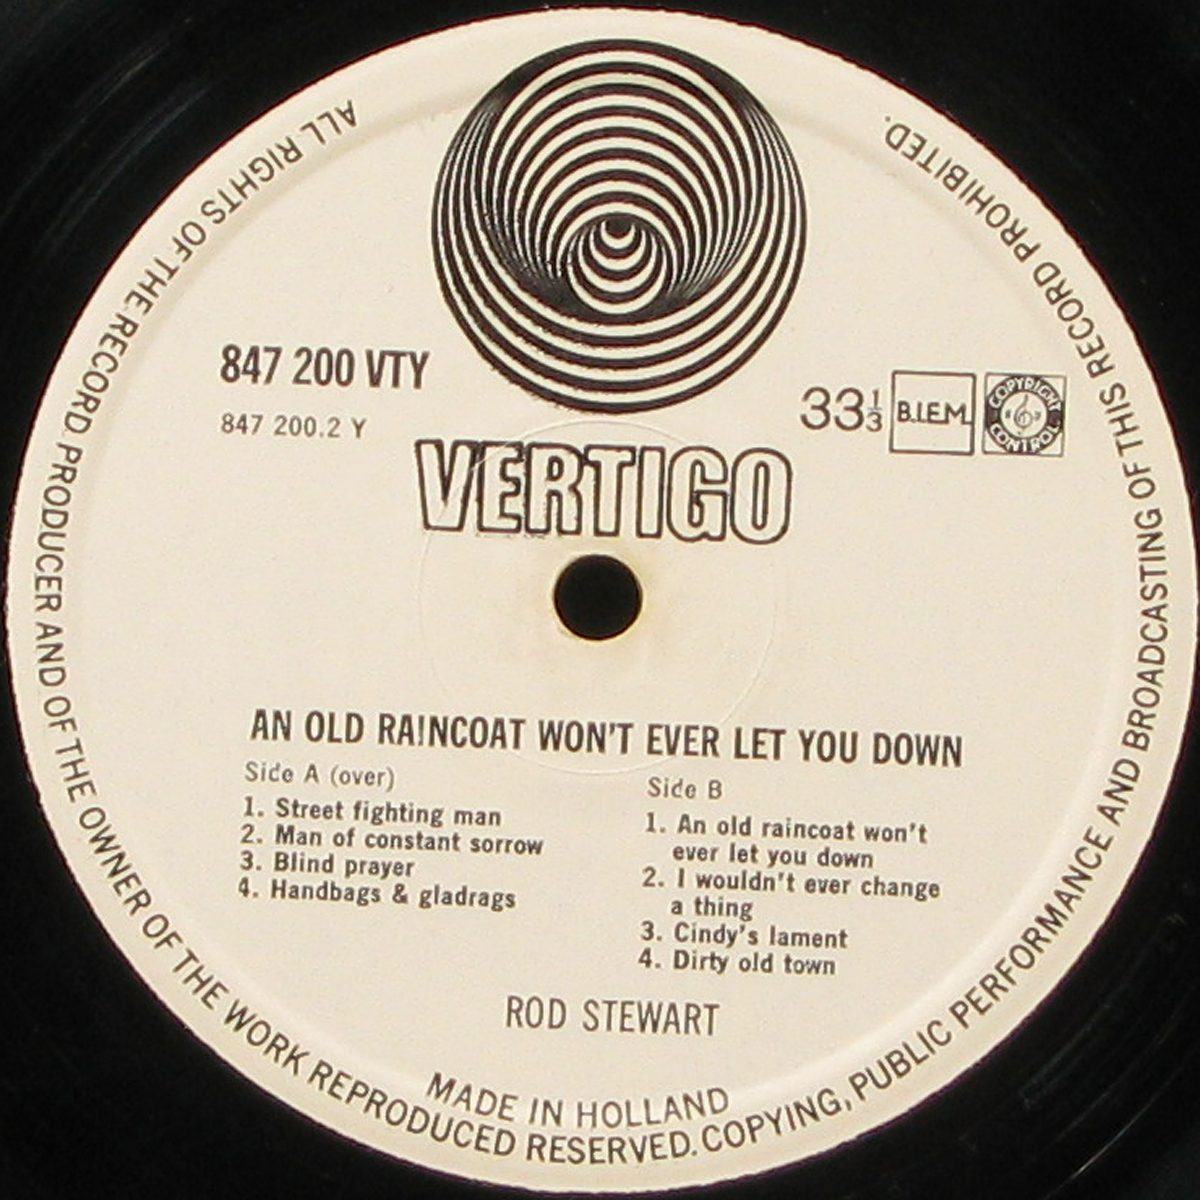 ALL RIGHTS OF THE RECORD PRODUCER AND OF THE OWNER OF THE WORK REPRODUCED RESERVED. COPYING, PUBLIC PERFORMANCE AND BROADCASTING OF THIS RECORD PROHIBITED.
847 200 VTY
847 200.2 Y
33⅓
B.I.E.M.
COPYRIGHT
CONTROL
VERTIGO
AN OLD RAINCOAT WON'T EVER LET YOU DOWN
Side A (over)
1. Street fighting man
2. Man of constant sorrow
3. Blind prayer
4. Handbags & gladrags
Side B
1. An old raincoat won't
ever let you down
2. I wouldn't ever change
a thing
3. Cindy's lament
4. Dirty old town
ROD STEWART
MADE IN HOLLAND